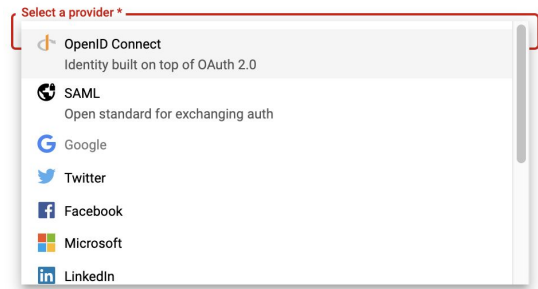 Select a provider *
OpenID Connect
Identity built on top of OAuth 2.0
SAML
Open standard for exchanging auth
Google
Twitter
Facebook
Microsoft
LinkedIn